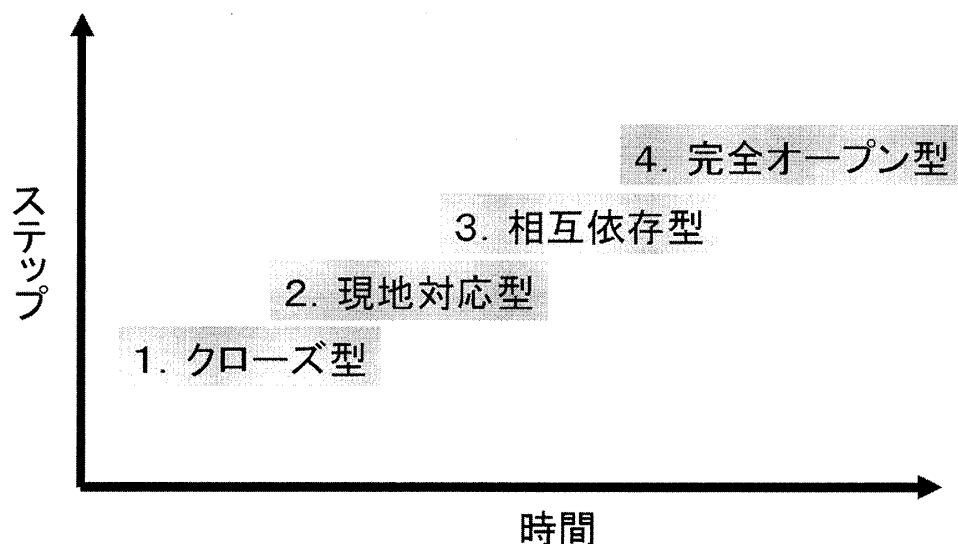 ステップ
4. 完全オープン型
3. 相互依存型
2. 現地対応型
1. クローズ型
時間